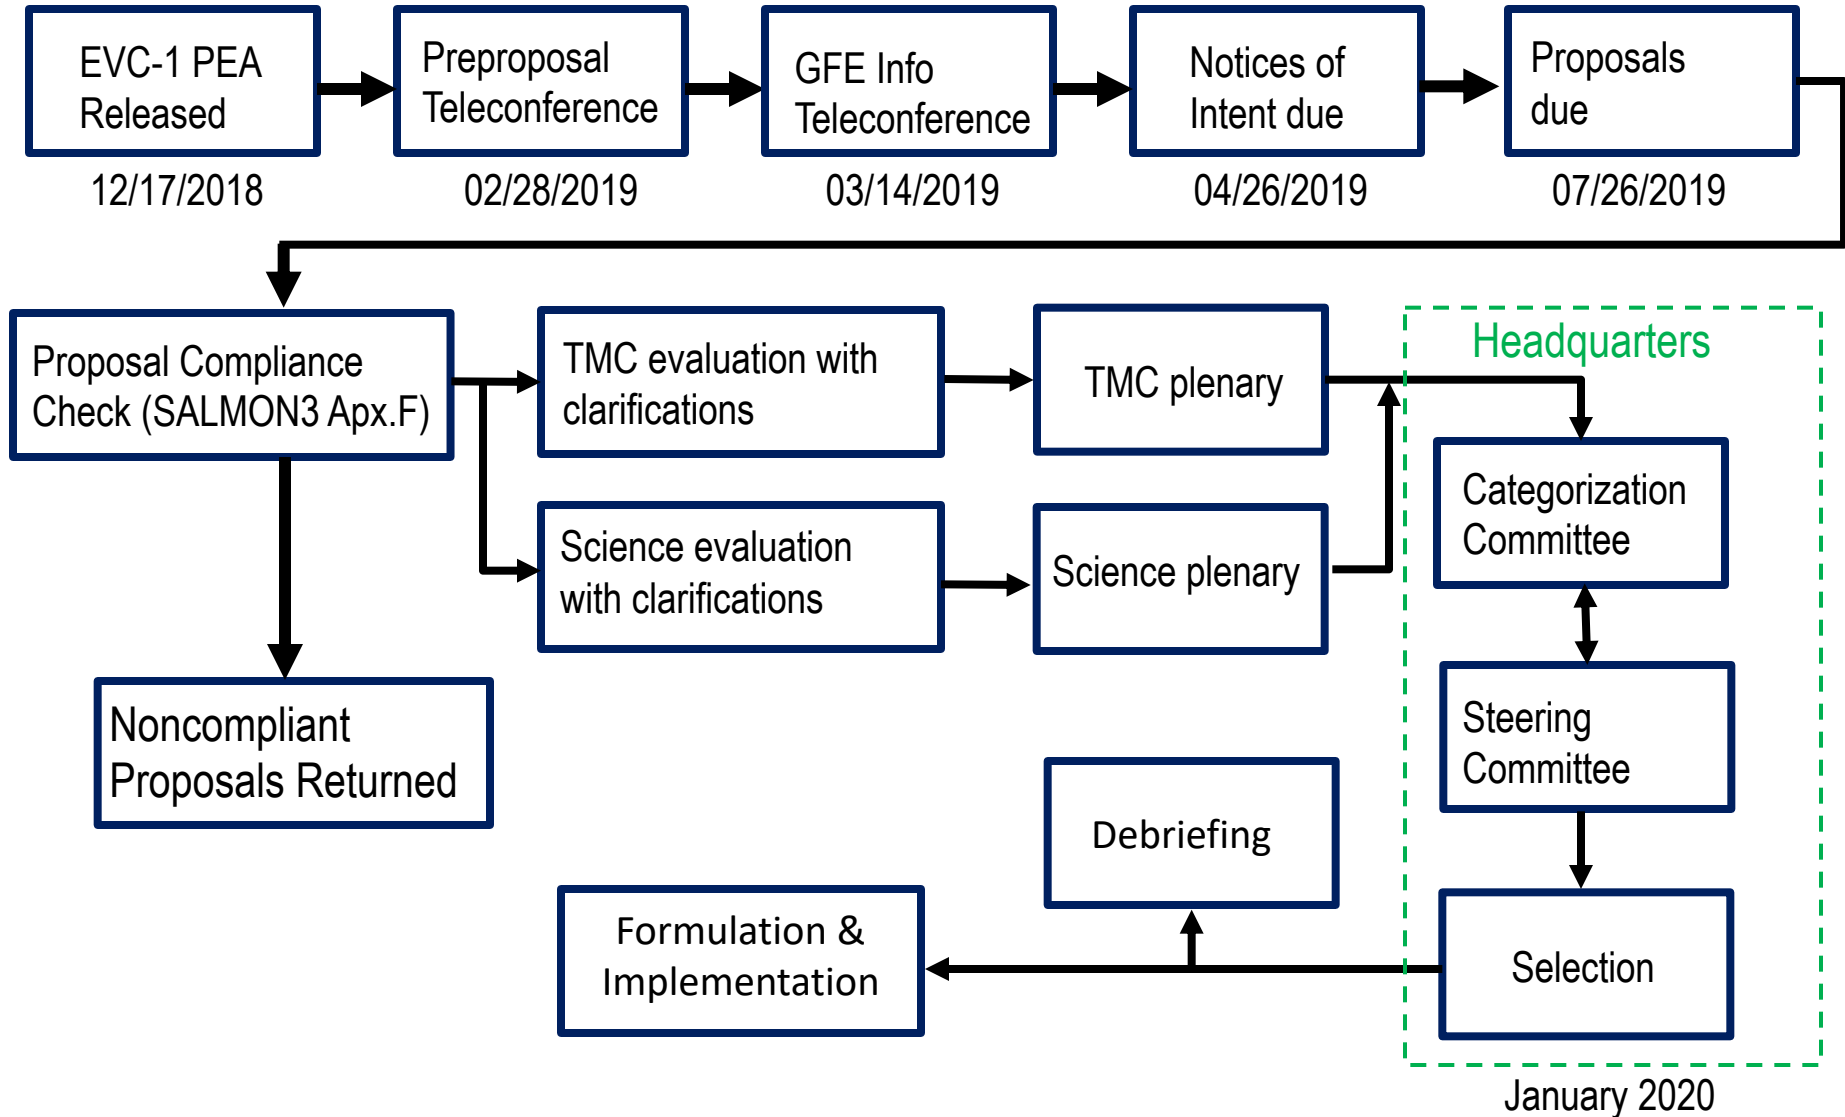 EVC-1 PEA
Released
Preproposal
Teleconference
GFE Info
Teleconference
Notices of
Intent due
Proposals
due
12/17/2018
02/28/2019
03/14/2019
04/26/2019
07/26/2019
Proposal Compliance
Check (SALMON3 Apx.F)
TMC evaluation with
clarifications
TMC plenary
Headquarters
Categorization
Committee
Science evaluation
with clarifications
Science plenary
Noncompliant
Proposals Returned
Steering
Committee
Debriefing
Formulation &
Implementation
Selection
January 2020